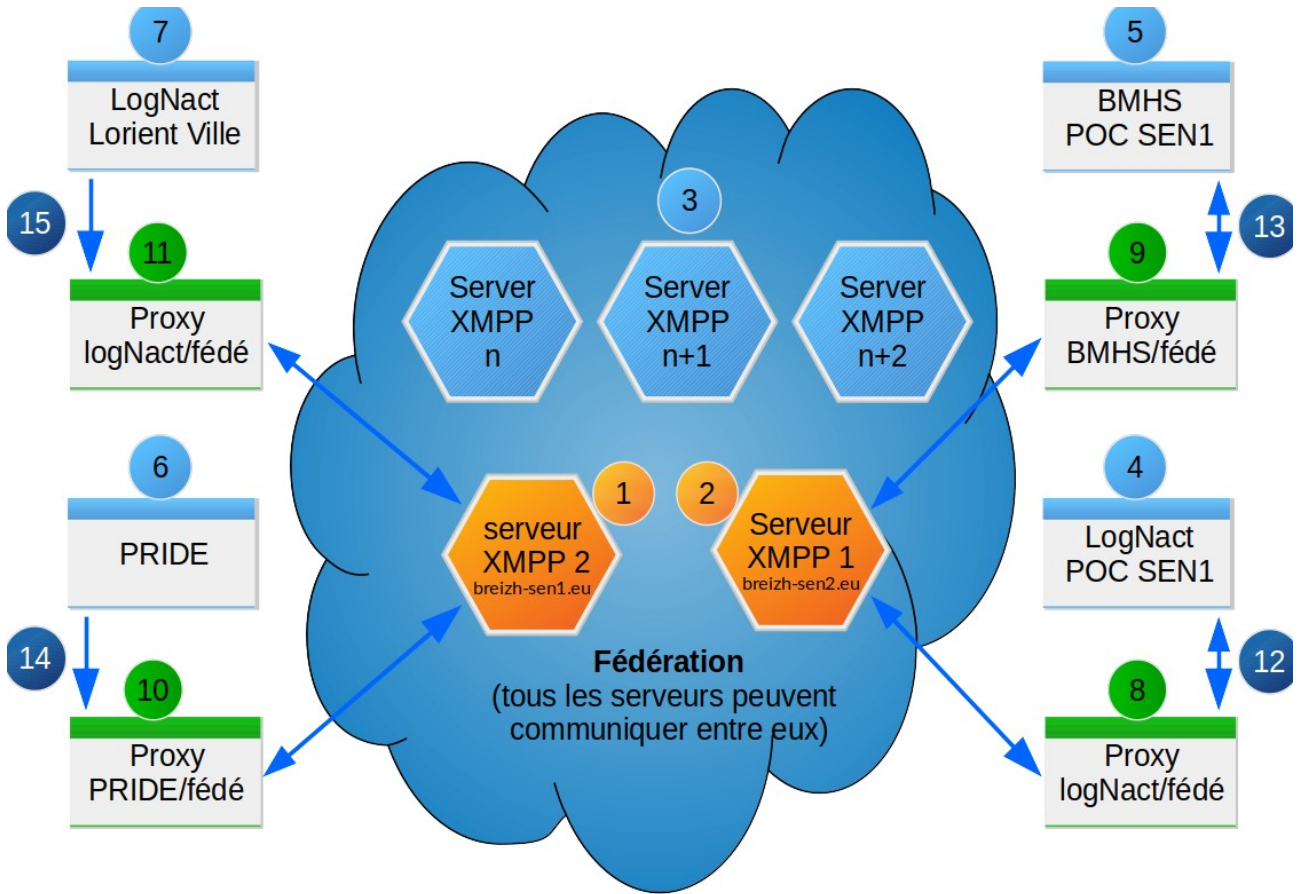 7
LogNact
Lorient Ville
15
11
Proxy
logNact/fédé
6
PRIDE
14
10
Proxy
PRIDE/fédé
3
Server
XMPP
n
Server
XMPP
n+1
Server
XMPP
n+2
1
serveur
XMPP 2
breizh-sen1.eu
2
Serveur
XMPP 1
breizh-sen2.eu
Fédération
(tous les serveurs peuvent
communiquer entre eux)
5
BMHS
POC SEN1
13
9
Proxy
BMHS/fédé
4
LogNact
POC SEN1
12
8
Proxy
logNact/fédé